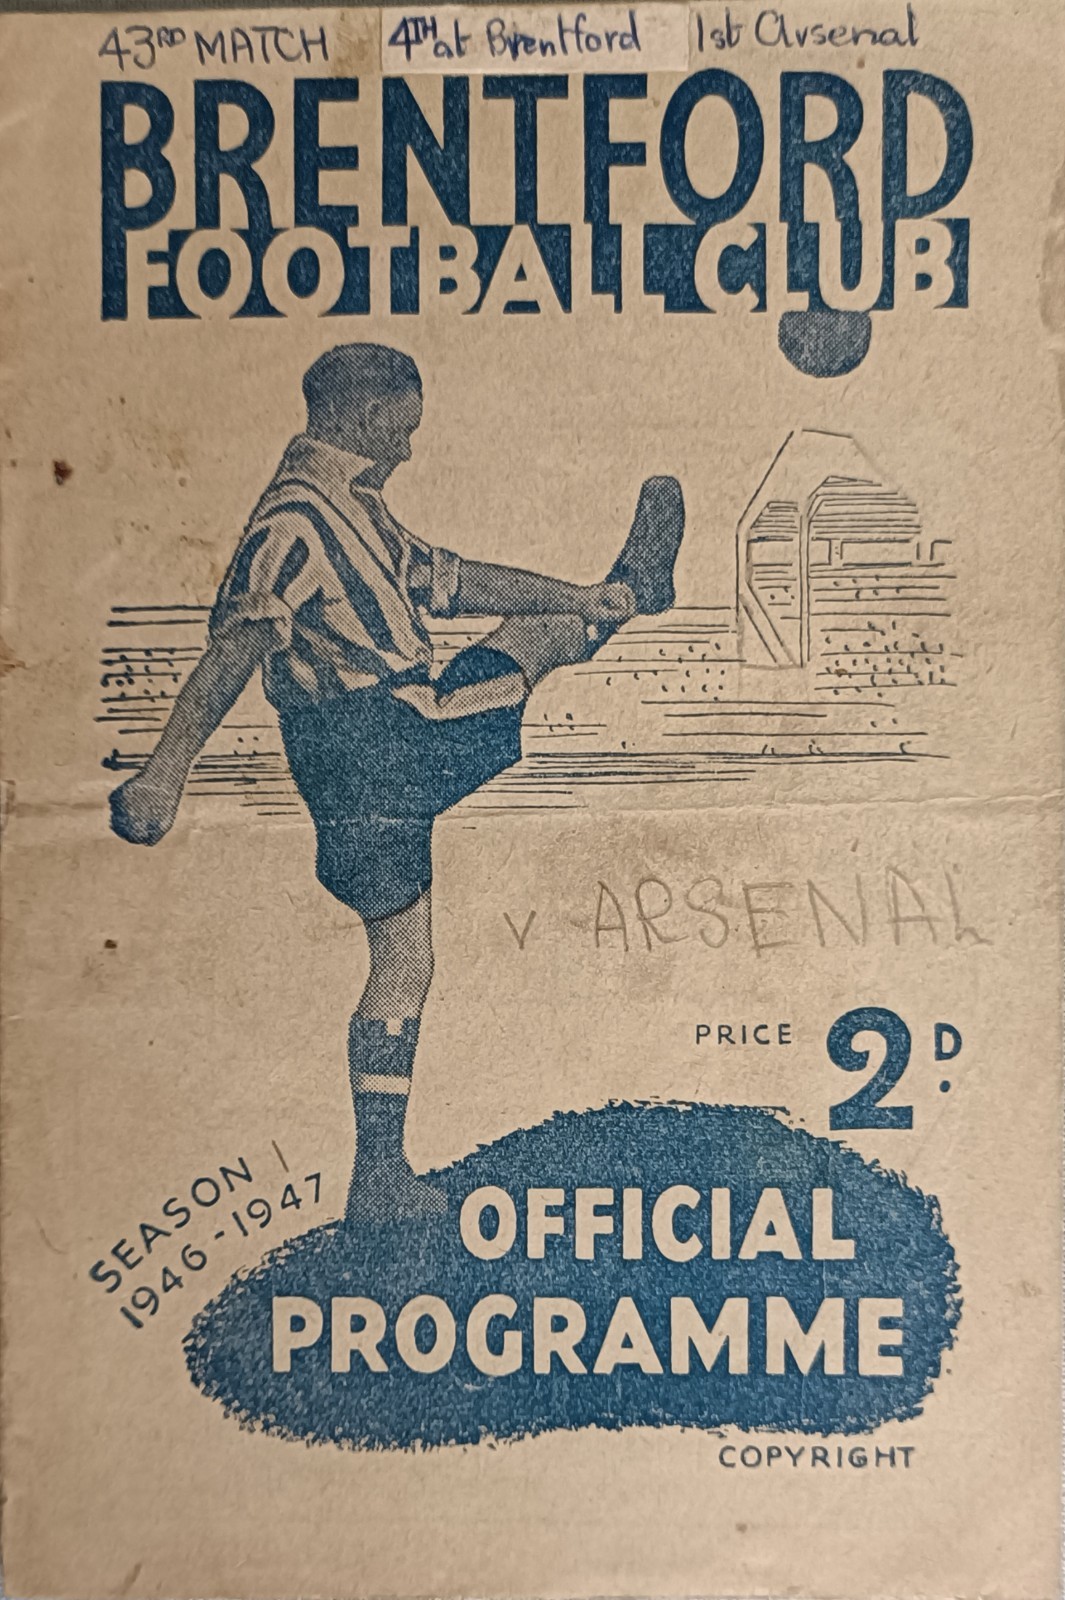 43RD MATCH 4TH at Brentford 1st Arsenal
BRENTFORD
FOOTBALL CLUB
v ARSENAL
PRICE 2D.
SEASON
1946-1947
OFFICIAL
PROGRAMME
COPYRIGHT